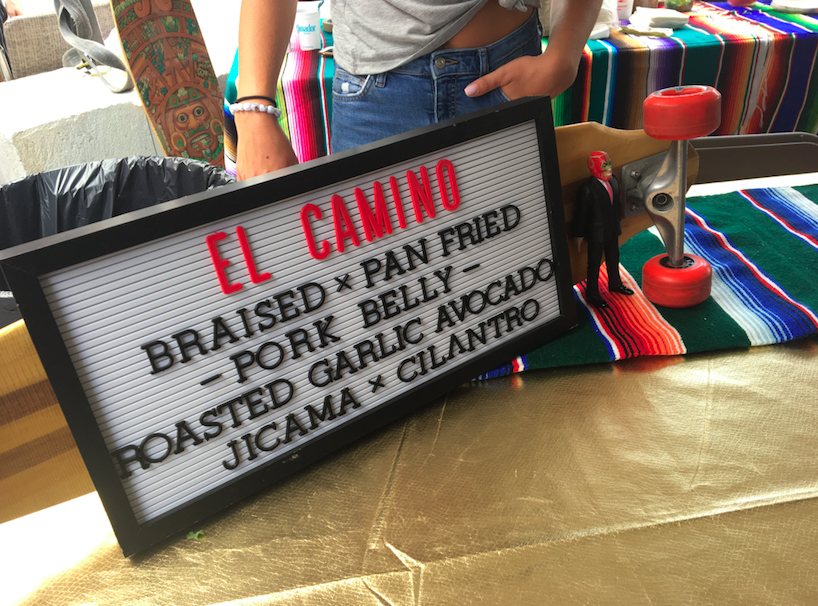 EL CAMINO
BRAISED × PAN FRIED
- PORK BELLY -
ROASTED GARLIC AVOCADO
JICAMA × CILANTRO